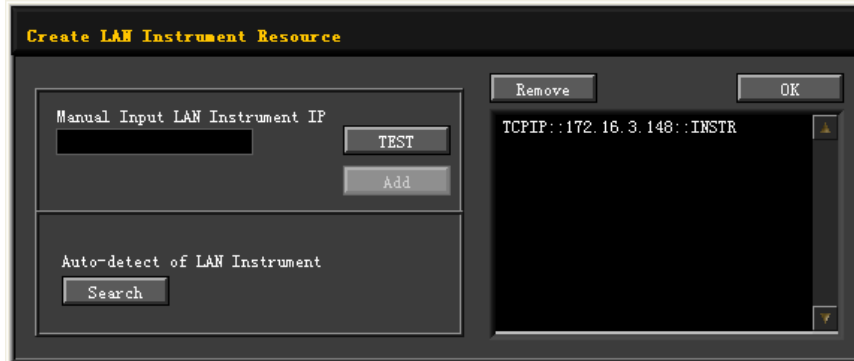 Create LAN Instrument Resource
Manual Input LAN Instrument IP
TEST
Add
Auto-detect of LAN Instrument
Search
Remove
OK
TCPIP::172.16.3.148::INSTR